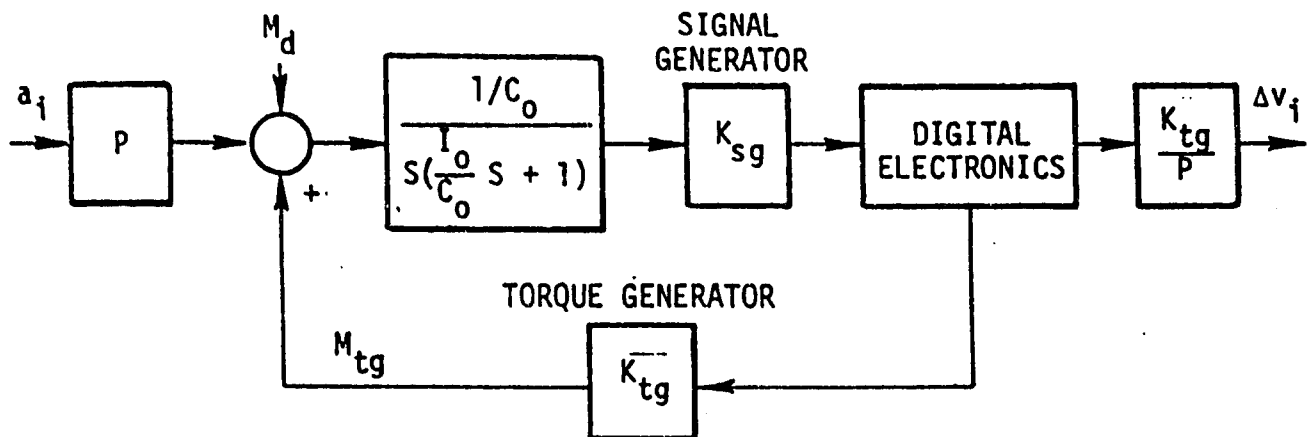 SIGNAL
GENERATOR
M_d
a_i
P
+
1/C_o
S(I_o/C_o S + 1)
K_sg
DIGITAL
ELECTRONICS
K_tg
P
Δv_i
TORQUE GENERATOR
M_tg
K_tg